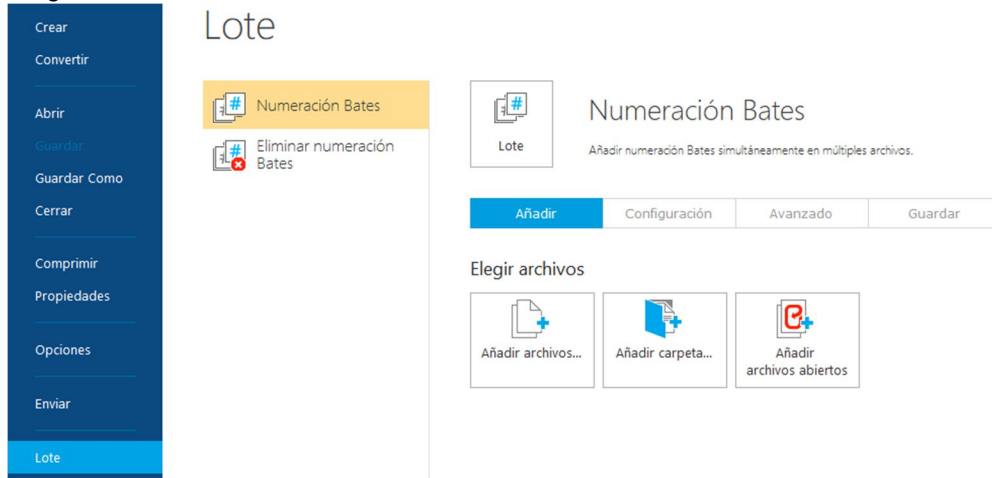 Crear
Convertir
Abrir
Guardar
Guardar Como
Cerrar
Comprimir
Propiedades
Opciones
Enviar
Lote
Lote
Numeración Bates
Eliminar numeración
Bates
Lote
Numeración Bates
Añadir numeración Bates simultáneamente en múltiples archivos.
Añadir
Configuración
Avanzado
Guardar
Elegir archivos
Añadir archivos...
Añadir carpeta...
Añadir
archivos abiertos